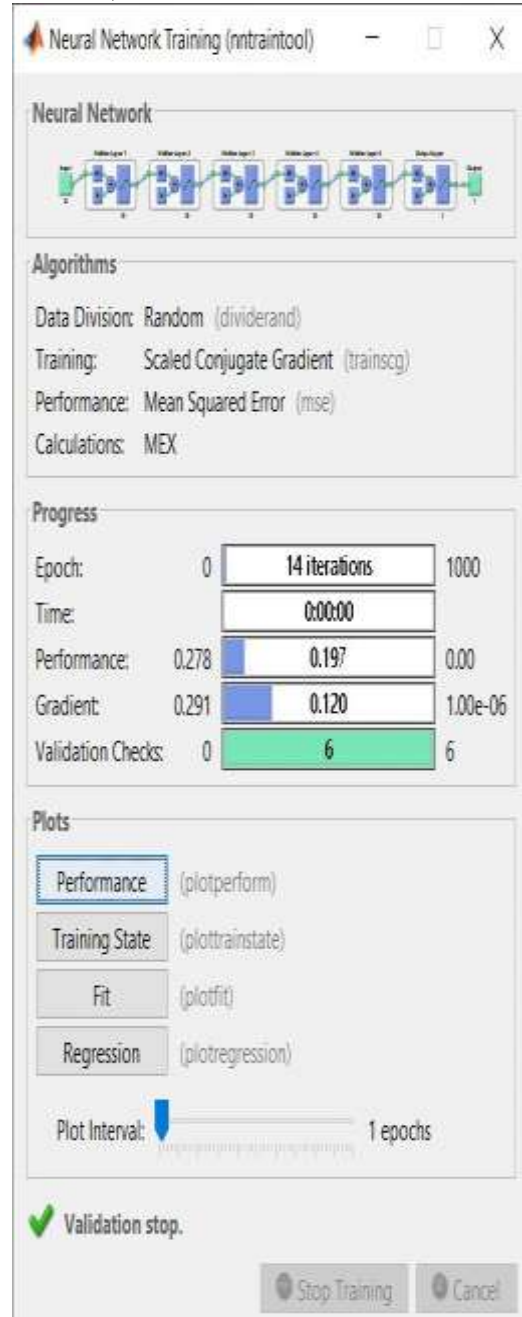 Neural Network Training (nntraintool)
Neural Network
Algorithms
Data Division: Random (dividerand)
Training: Scaled Conjugate Gradient (trainscg)
Performance: Mean Squared Error (mse)
Calculations: MEX
Progress
Epoch: 0 14 iterations 1000
Time: 0:00:00
Performance: 0.278 0.197 0.00
Gradient: 0.291 0.120 1.00e-06
Validation Checks: 0 6 6
Plots
Performance (plotperform)
Training State (plottrainstate)
Fit (plotfit)
Regression (plotregression)
Plot Interval: 1 epochs
Validation stop.
Stop Training Cancel